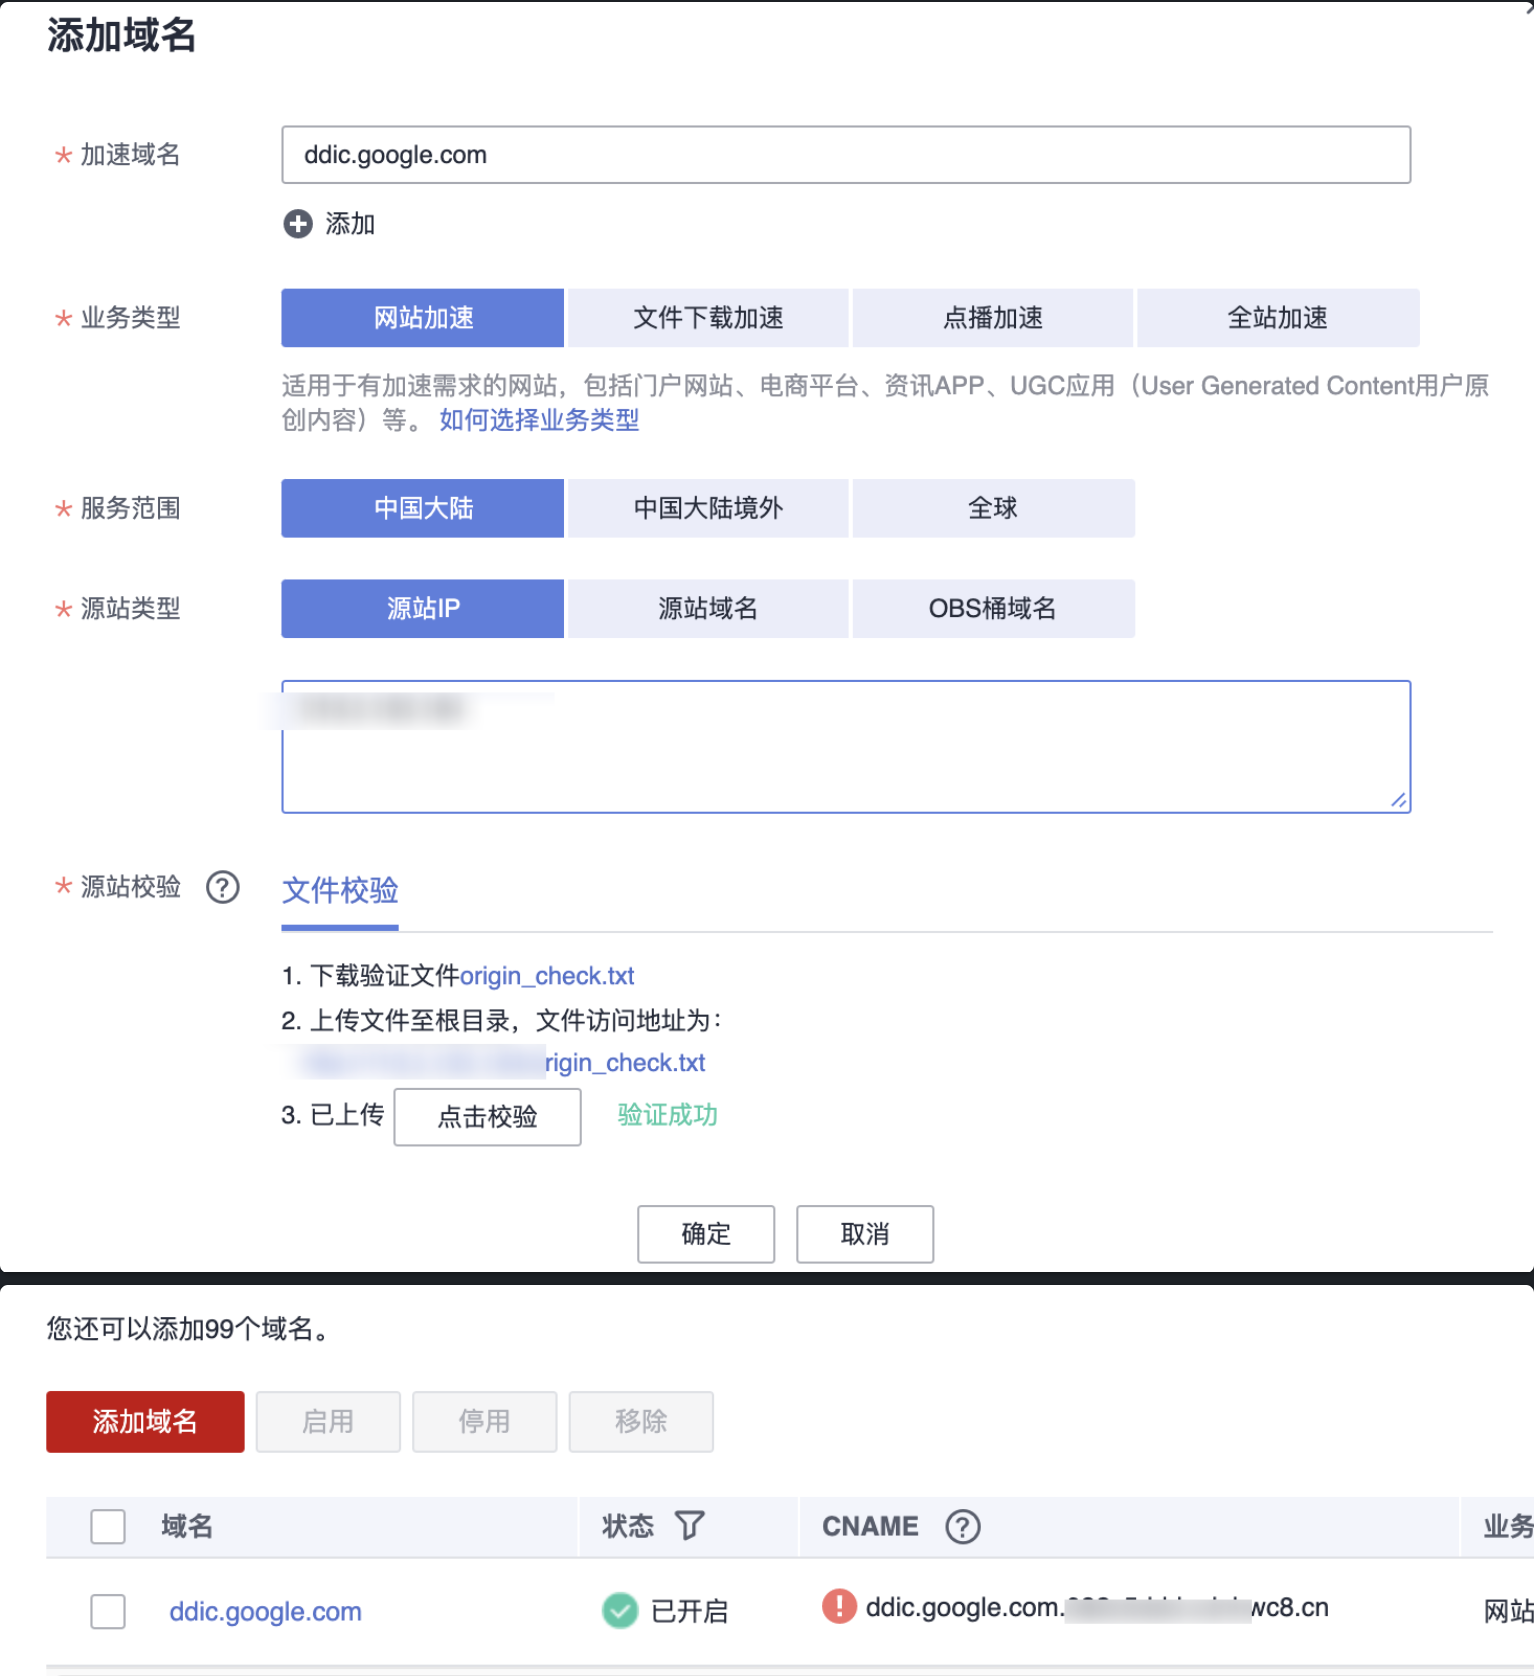 添加域名
* 加速域名
ddic.google.com
添加
* 业务类型
网站加速
文件下载加速
点播加速
全站加速
适用于有加速需求的网站，包括门户网站、电商平台、资讯APP、UGC应用（User Generated Content用户原
创内容）等。 如何选择业务类型
* 服务范围
中国大陆
中国大陆境外
全球
* 源站类型
源站IP
源站域名
OBS桶域名
* 源站校验 ?
文件校验
1. 下载验证文件origin_check.txt
2. 上传文件至根目录，文件访问地址为：
rigin_check.txt
3. 已上传
点击校验
验证成功
确定
取消
您还可以添加99个域名。
添加域名
启用
停用
移除
域名
状态
CNAME ?
业务
ddic.google.com
已开启
ddic.google.com.
wc8.cn
网站